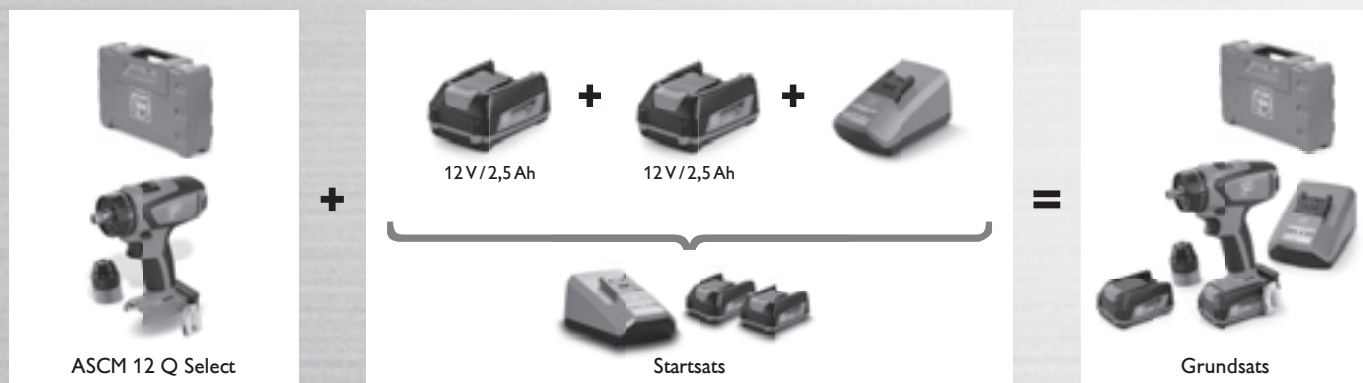 12 V / 2,5 Ah
12 V / 2,5 Ah
ASCM 12 Q Select
Startsats
Grundsats